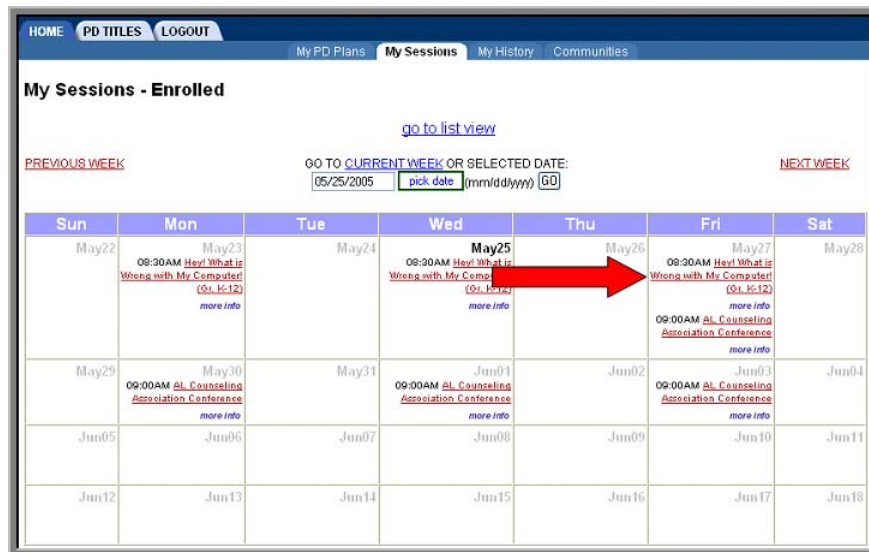 HOME PD TITLES LOGOUT
My PD Plans My Sessions My History Communities
My Sessions - Enrolled
go to list view
PREVIOUS WEEK GO TO CURRENT WEEK OR SELECTED DATE: NEXT WEEK
05/25/2005 pick date (mm/dd/yyyy) GO
Sun Mon Tue Wed Thu Fri Sat
May22 May23 May24 May25 May26 May27 May28
08:30AM Hey! What is
Wrong with My Computer!
(Gr. K-12)
more info
08:30AM Hey! What is
Wrong with My
(Gr. K-12)
more info
08:30AM Hey! What is
Wrong with My Computer!
(Gr. K-12)
more info
09:00AM AL Counseling
Association Conference
more info
May29 May30 May31 Jun01 Jun02 Jun03 Jun04
09:00AM AL Counseling
Association Conference
more info
09:00AM AL Counseling
Association Conference
more info
09:00AM AL Counseling
Association Conference
more info
Jun05 Jun06 Jun07 Jun08 Jun09 Jun10 Jun11
Jun12 Jun13 Jun14 Jun15 Jun16 Jun17 Jun18